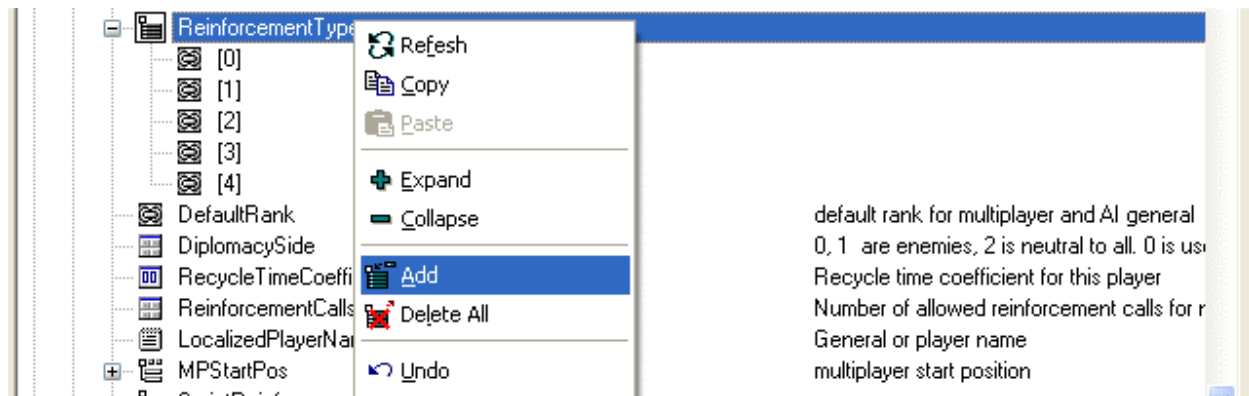 ReinforcementType
[0]
[1]
[2]
[3]
[4]
DefaultRank default rank for multiplayer and AI general
DiplomacySide 0, 1 are enemies, 2 is neutral to all. 0 is
RecycleTimeCoeffi Recycle time coefficient for this player
ReinforcementCalls Number of allowed reinforcement calls for
LocalizedPlayerNa General or player name
MPStartPos multiplayer start position
Refesh
Copy
Paste
Expand
Collapse
Add
Delete All
Undo